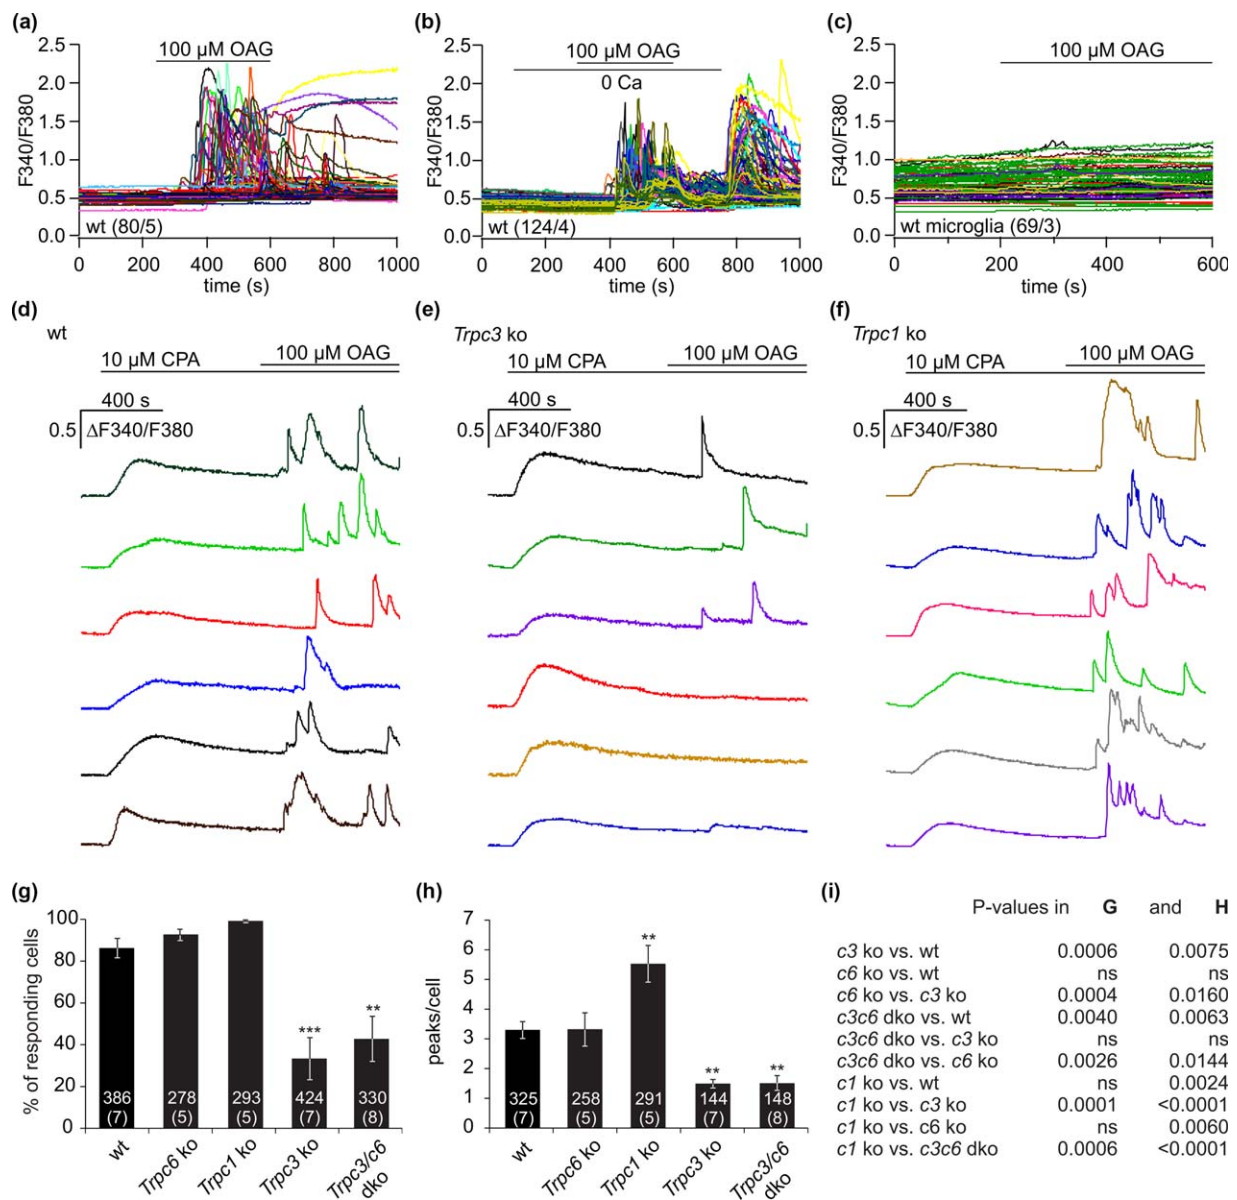 (a)
100 µM OAG
2.5
2.0
1.5
1.0
0.5
0.0
F340/F380
wt (80/5)
0 200 400 600 800 1000
time (s)
(b)
100 µM OAG
0 Ca
2.5
2.0
1.5
1.0
0.5
0.0
F340/F380
wt (124/4)
0 200 400 600 800 1000
time (s)
(c)
100 µM OAG
2.5
2.0
1.5
1.0
0.5
0.0
F340/F380
wt microglia (69/3)
0 200 400 600
time (s)
(d)
wt
10 µM CPA
100 µM OAG
400 s
0.5
ΔF340/F380
(e)
Trpc3 ko
10 µM CPA
100 µM OAG
400 s
0.5
ΔF340/F380
(f)
Trpc1 ko
10 µM CPA
100 µM OAG
400 s
0.5
ΔF340/F380
(g)
% of responding cells
100
80
60
40
20
0
*** **
386 278 293 424 330
(7) (5) (5) (7) (8)
wt
Trpc6 ko
Trpc1 ko
Trpc3 ko
Trpc3/c6
dko
(h)
peaks/cell
7
6
5
4
3
2
1
0
** ** **
325 258 291 144 148
(7) (5) (5) (7) (8)
wt
Trpc6 ko
Trpc1 ko
Trpc3 ko
Trpc3/c6
dko
(i)
P-values in G and H
c3 ko vs. wt 0.0006 0.0075
c6 ko vs. wt ns ns
c6 ko vs. c3 ko 0.0004 0.0160
c3c6 dko vs. wt 0.0040 0.0063
c3c6 dko vs. c3 ko ns ns
c3c6 dko vs. c6 ko 0.0026 0.0144
c1 ko vs. wt ns 0.0024
c1 ko vs. c3 ko 0.0001 <0.0001
c1 ko vs. c6 ko ns 0.0060
c1 ko vs. c3c6 dko 0.0006 <0.0001